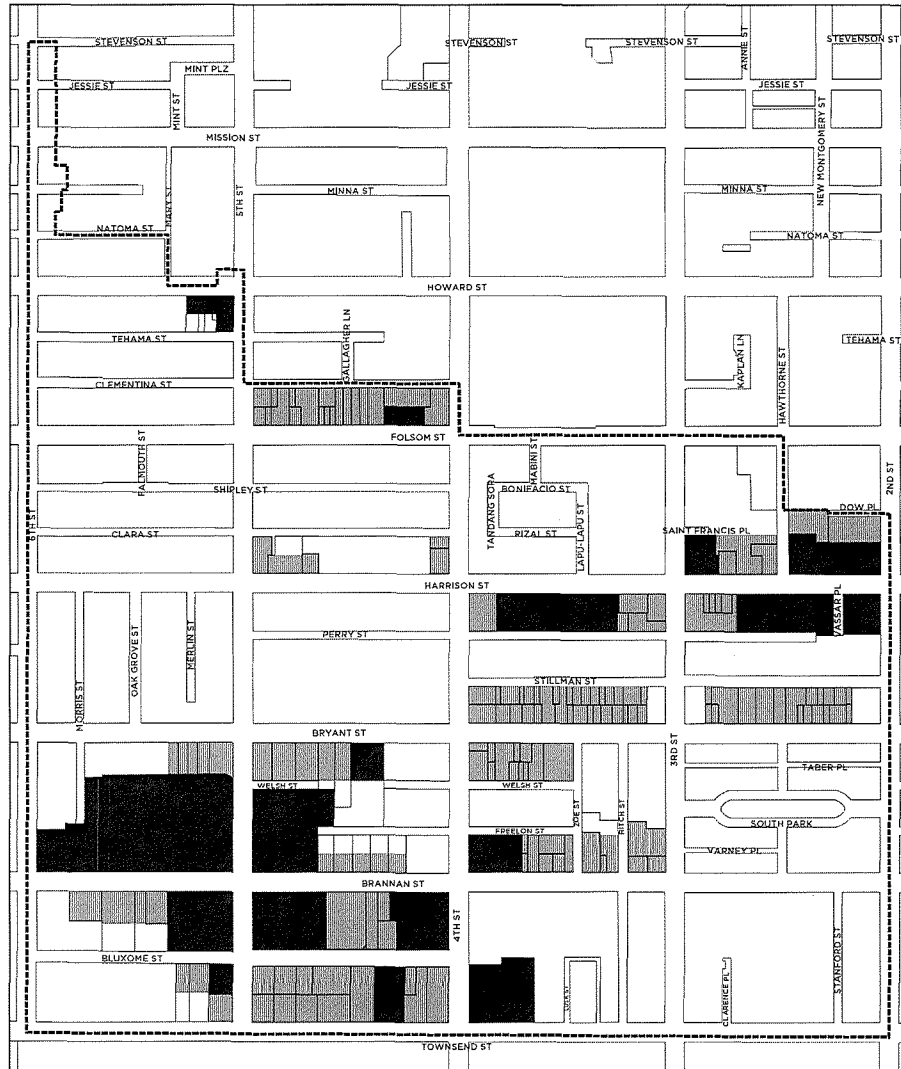 STEVENSON ST
STEVENSON ST
STEVENSON ST
STEVENSON ST
ANNIE ST
MINT PLZ
JESSIE ST
JESSIE ST
JESSIE ST
MINT ST
NEW MONTGOMERY ST
MISSION ST
MINNA ST
MINNA ST
MARY ST
5TH ST
NATOMA ST
NATOMA ST
HOWARD ST
TEHAMA ST
TEHAMA ST
GALLAGHER LN
KAPLAN LN
HAWTHORNE ST
CLEMENTINA ST
FOLSOM ST
FALMOUTH ST
MABINI ST
2ND ST
SHIPLEY ST
BONIFACIO ST
TANDANG SORA
LAPU-LAPU ST
DOW PL
6TH ST
CLARA ST
RIZAL ST
SAINT FRANCIS PL
HARRISON ST
VASSAR PL
PERRY ST
MERLIN ST
OAK GROVE ST
MORRIS ST
STILLMAN ST
BRYANT ST
3RD ST
TABER PL
WELSH ST
WELSH ST
ZOE ST
RITCH ST
SOUTH PARK
FREELON ST
VARNEY PL
BRANNAN ST
4TH ST
STANFORD ST
BLUXOME ST
LUSK ST
CLARENCE PL
TOWNSEND ST